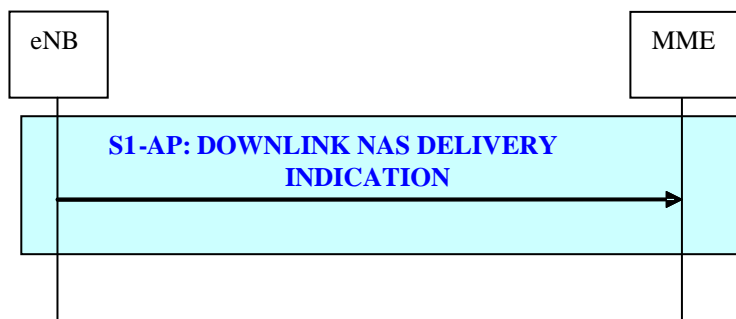 eNB
MME
S1-AP: DOWNLINK NAS DELIVERY
INDICATION